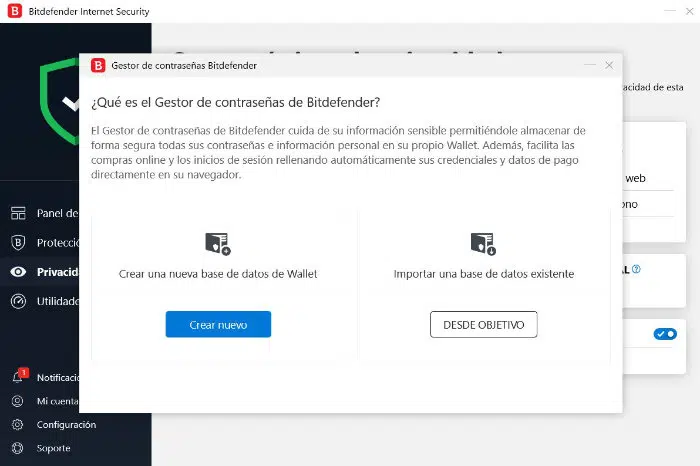 Bitdefender Internet Security
Gestor de contraseñas Bitdefender
¿Qué es el Gestor de contraseñas de Bitdefender?
El Gestor de contraseñas de Bitdefender cuida de su información sensible permitiéndole almacenar de
forma segura todas sus contraseñas e información personal en su propio Wallet. Además, facilita las
compras online y los inicios de sesión rellenando automáticamente sus credenciales y datos de pago
directamente en su navegador.
Crear una nueva base de datos de Wallet
Crear nuevo
Importar una base de datos existente
DESDE OBJETIVO
Panel de
Protecció
Privacida
Utilidade
1
Notificació
Mi cuenta
Configuración
Soporte
acidad de esta
web
ono
AL